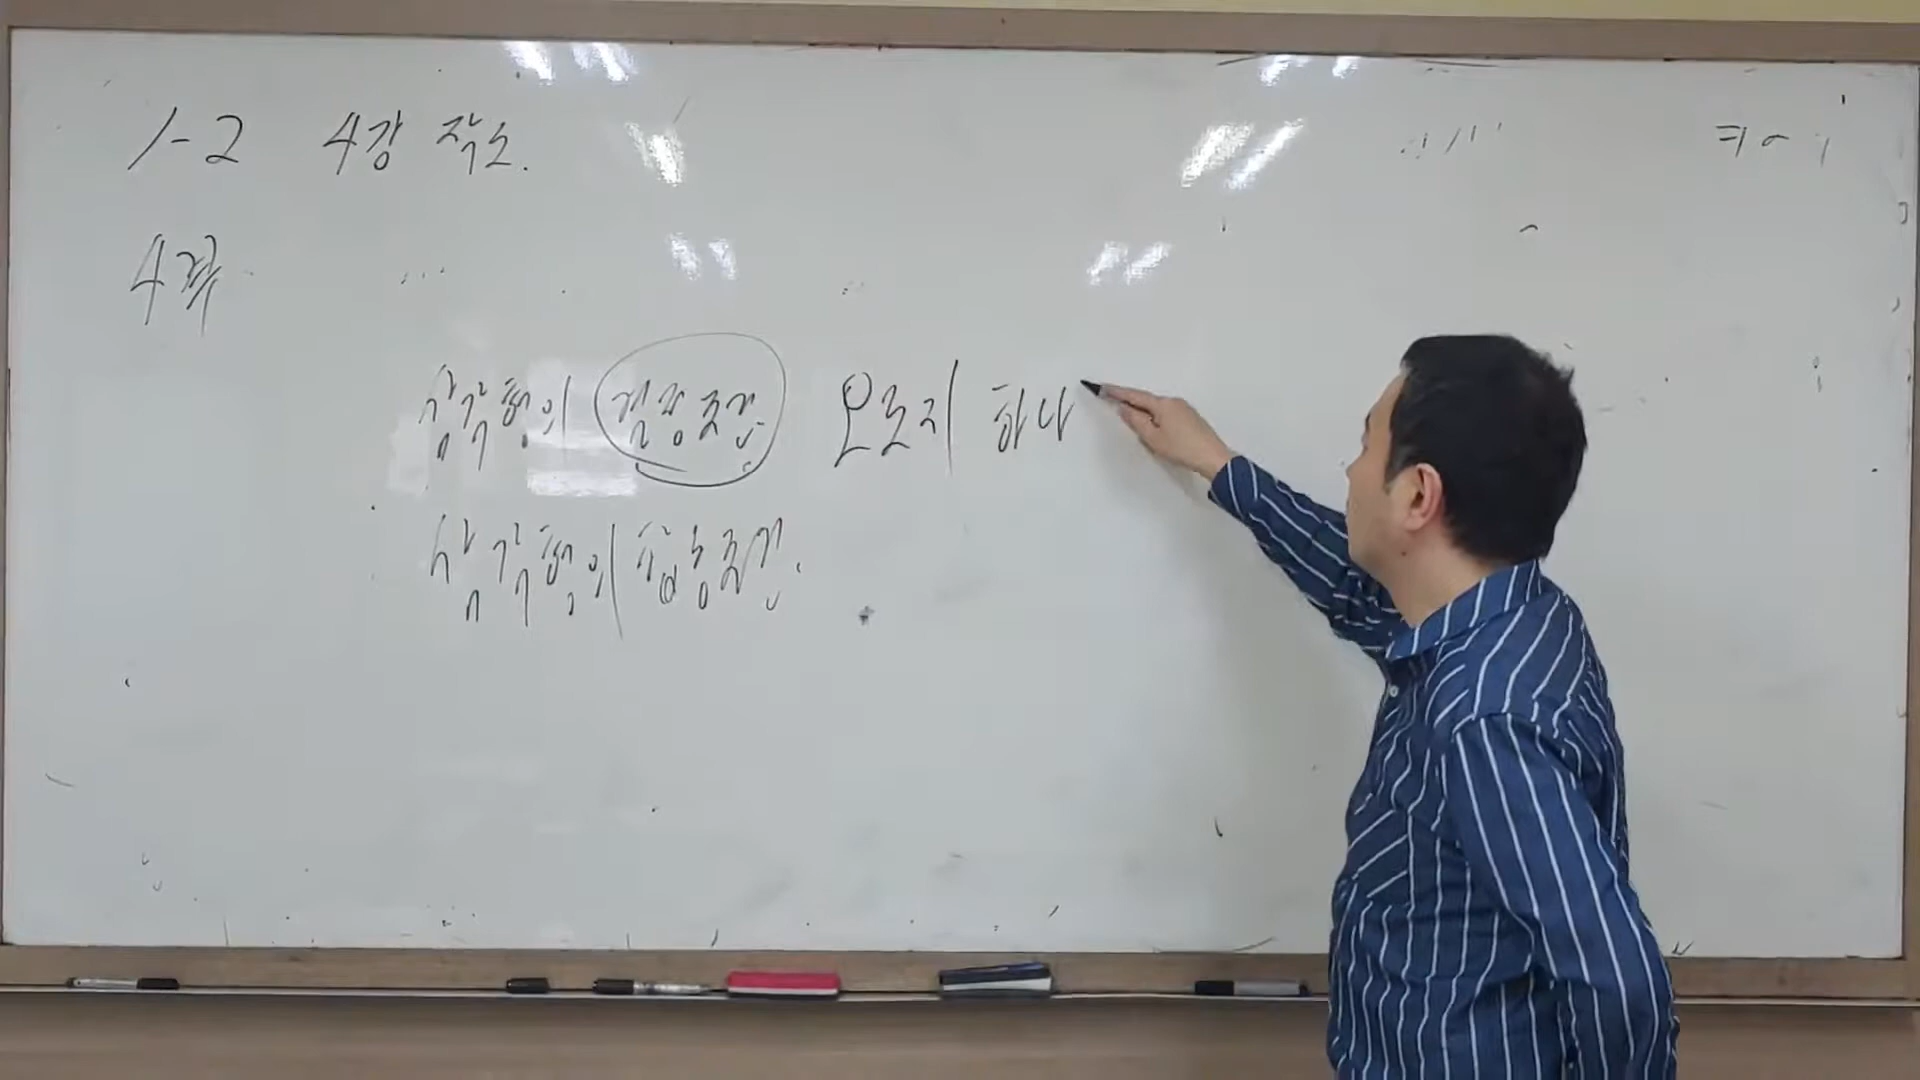 1-2 4강 작도.
4쪽
삼각형의 결정조건 오로지 하나
삼각형의 합동조건.